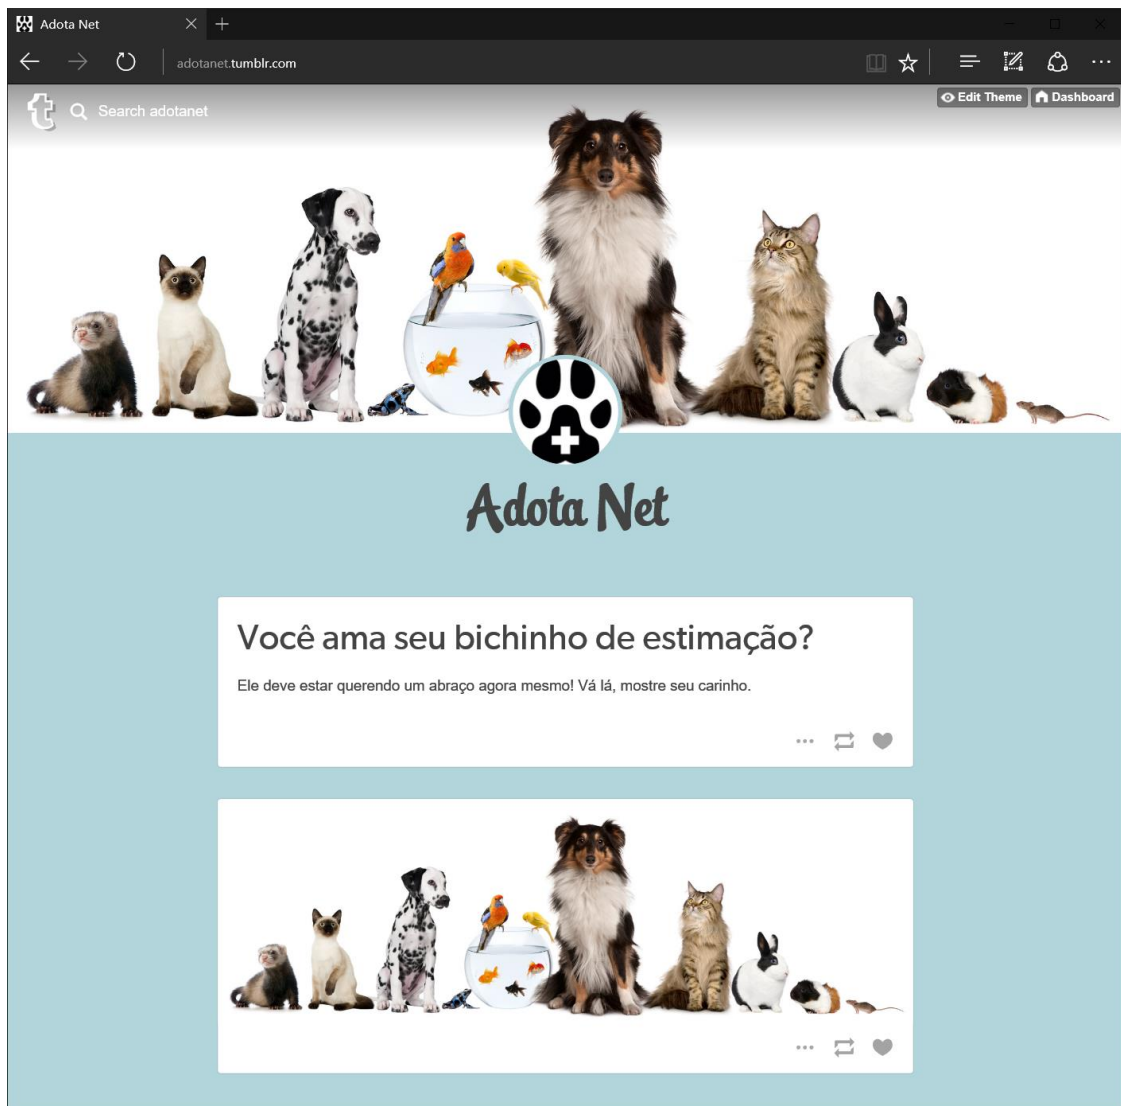 Adota Net
adotanet.tumblr.com
Search adotanet
Edit Theme
Dashboard
Adota Net
Você ama seu bichinho de estimação?
Ele deve estar querendo um abraço agora mesmo! Vá lá, mostre seu carinho.